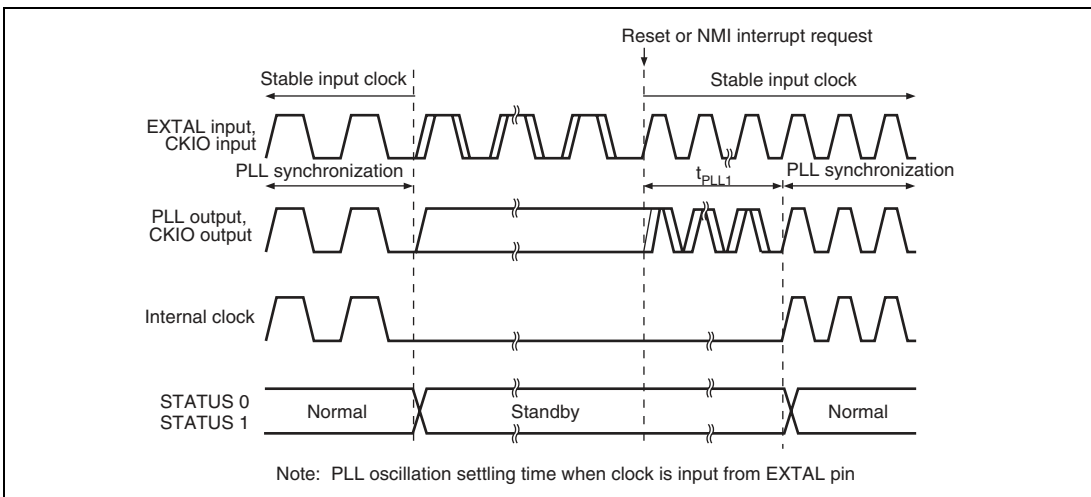 Reset or NMI interrupt request
Stable input clock
Stable input clock
EXTAL input,
CKIO input
PLL synchronization
tPLL1
PLL synchronization
PLL output,
CKIO output
Internal clock
STATUS 0
STATUS 1
Normal
Standby
Normal
Note: PLL oscillation settling time when clock is input from EXTAL pin